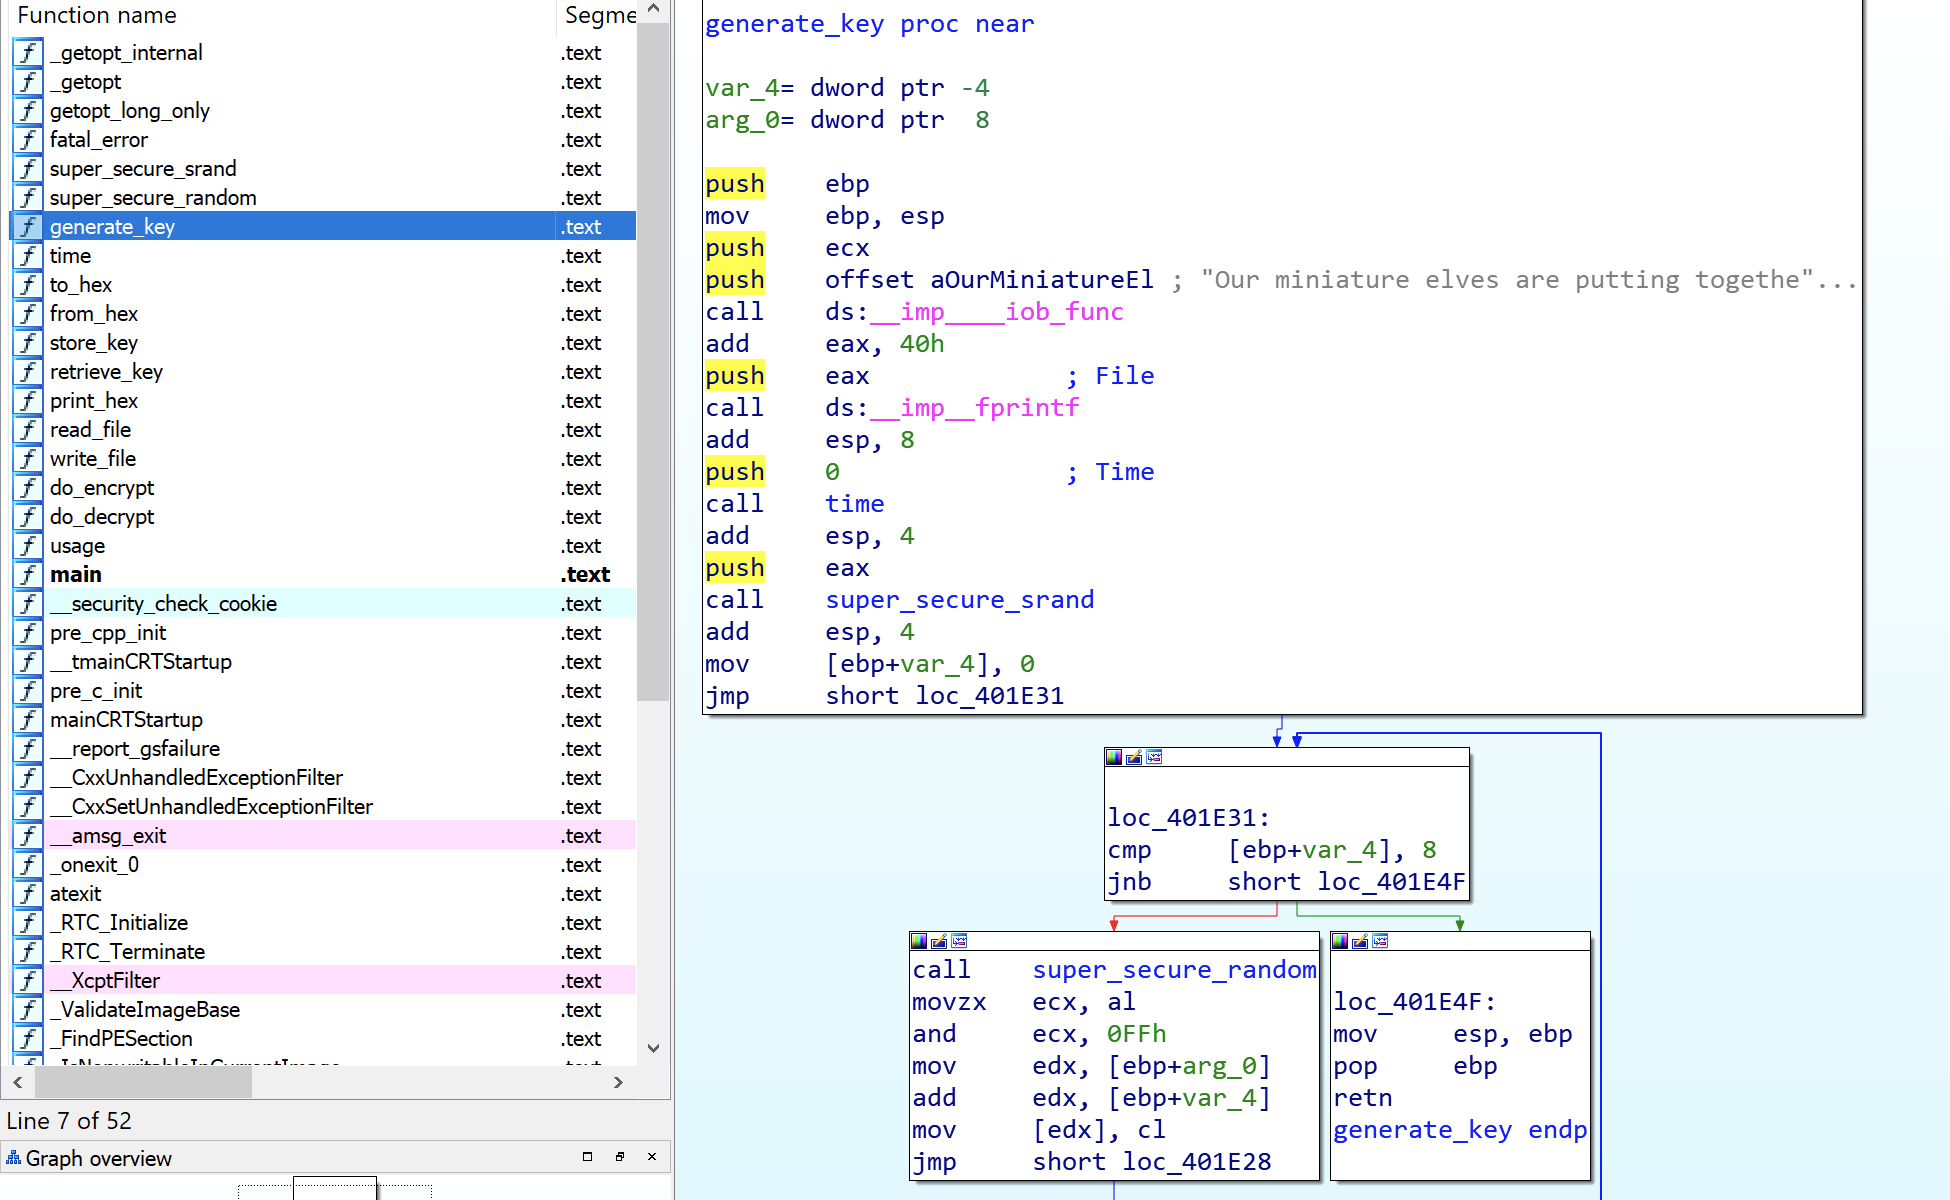 Function name Segme
_getopt_internal .text
_getopt .text
getopt_long_only .text
fatal_error .text
super_secure_srand .text
super_secure_random .text
generate_key .text
time .text
to_hex .text
from_hex .text
store_key .text
retrieve_key .text
print_hex .text
read_file .text
write_file .text
do_encrypt .text
do_decrypt .text
usage .text
main .text
__security_check_cookie .text
pre_cpp_init .text
__tmainCRTStartup .text
pre_c_init .text
mainCRTStartup .text
__report_gsfailure .text
__CxxUnhandledExceptionFilter .text
__CxxSetUnhandledExceptionFilter .text
__amsg_exit .text
_onexit_0 .text
atexit .text
_RTC_Initialize .text
_RTC_Terminate .text
__XcptFilter .text
_ValidateImageBase .text
_FindPESection .text
Line 7 of 52
Graph overview
generate_key proc near
var_4= dword ptr -4
arg_0= dword ptr  8
push    ebp
mov     ebp, esp
push    ecx
push    offset aOurMiniatureEl ; "Our miniature elves are putting togethe"...
call    ds:__imp____iob_func
add     eax, 40h
push    eax             ; File
call    ds:__imp__fprintf
add     esp, 8
push    0               ; Time
call    time
add     esp, 4
push    eax
call    super_secure_srand
add     esp, 4
mov     [ebp+var_4], 0
jmp     short loc_401E31
loc_401E31:
cmp     [ebp+var_4], 8
jnb     short loc_401E4F
call    super_secure_random
movzx   ecx, al
and     ecx, 0FFh
mov     edx, [ebp+arg_0]
add     edx, [ebp+var_4]
mov     [edx], cl
jmp     short loc_401E28
loc_401E4F:
mov     esp, ebp
pop     ebp
retn
generate_key endp